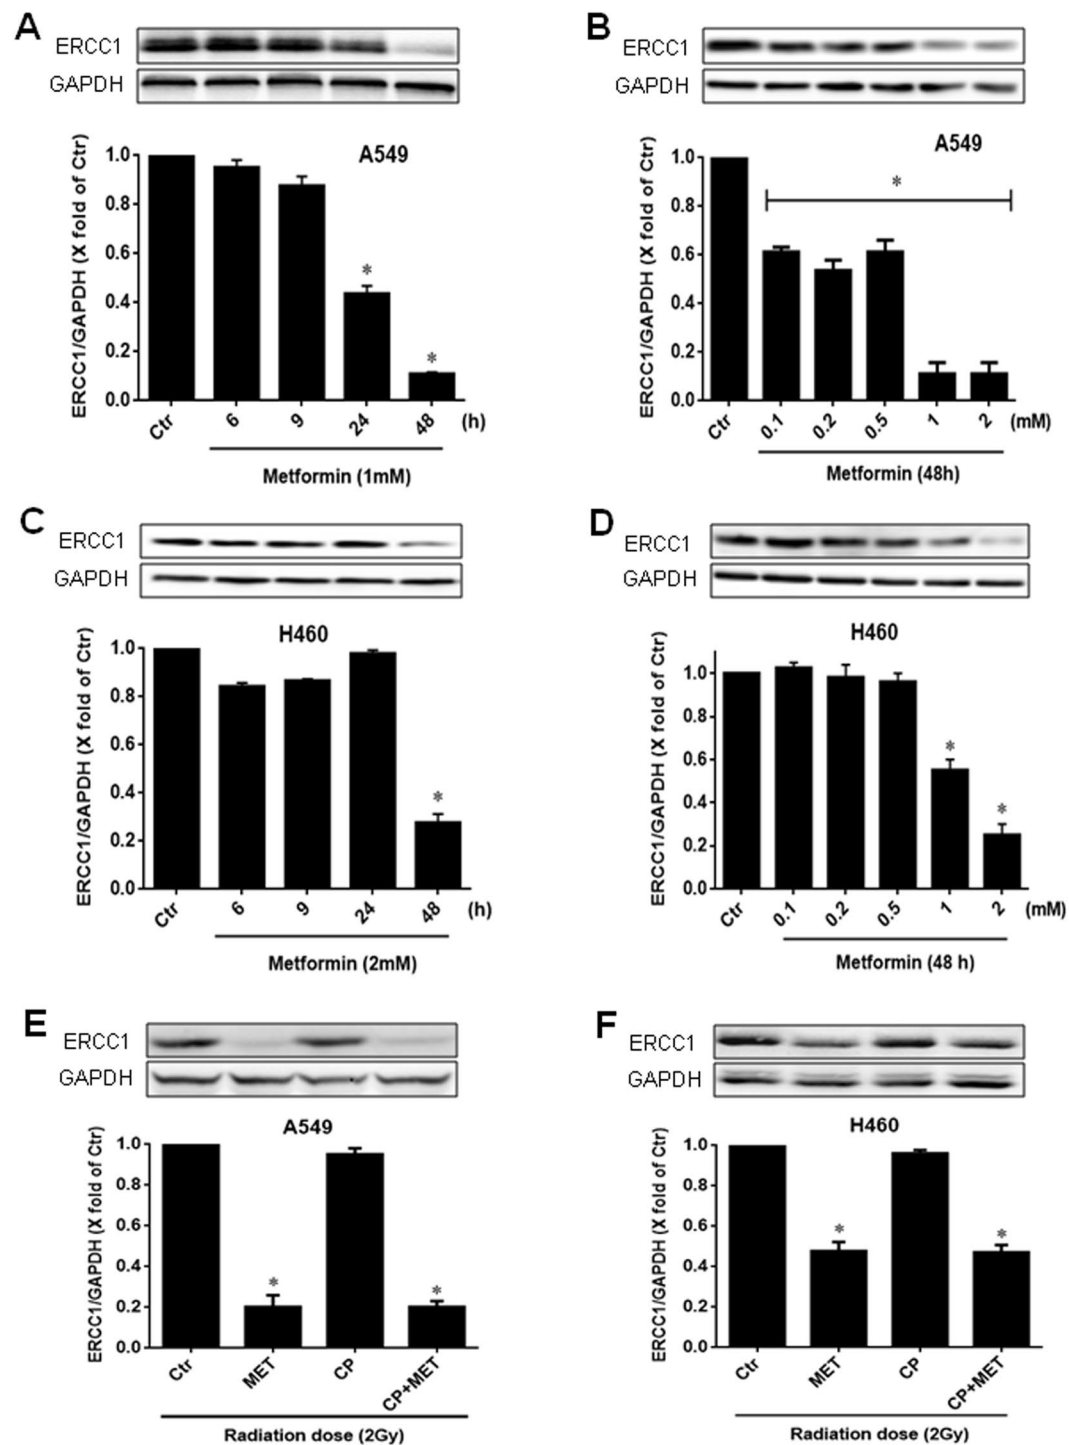 A
ERCC1
GAPDH
A549
ERCC1/GAPDH (X fold of Ctr)
1.0
0.8
0.6
0.4
0.2
0.0
*
*
Ctr 6 9 24 48 (h)
Metformin (1mM)
B
ERCC1
GAPDH
A549
ERCC1/GAPDH (X fold of Ctr)
1.0
0.8
0.6
0.4
0.2
0.0
*
Ctr 0.1 0.2 0.5 1 2 (mM)
Metformin (48h)
C
ERCC1
GAPDH
H460
ERCC1/GAPDH (X fold of Ctr)
1.0
0.8
0.6
0.4
0.2
0.0
*
Ctr 6 9 24 48 (h)
Metformin (2mM)
D
ERCC1
GAPDH
H460
ERCC1/GAPDH (X fold of Ctr)
1.0
0.8
0.6
0.4
0.2
0.0
*
*
Ctr 0.1 0.2 0.5 1 2 (mM)
Metformin (48 h)
E
ERCC1
GAPDH
A549
ERCC1/GAPDH (X fold of Ctr)
1.0
0.8
0.6
0.4
0.2
0.0
*
*
Ctr MET CP CP+MET
Radiation dose (2Gy)
F
ERCC1
GAPDH
H460
ERCC1/GAPDH (X fold of Ctr)
1.0
0.8
0.6
0.4
0.2
0.0
*
*
Ctr MET CP CP+MET
Radiation dose (2Gy)